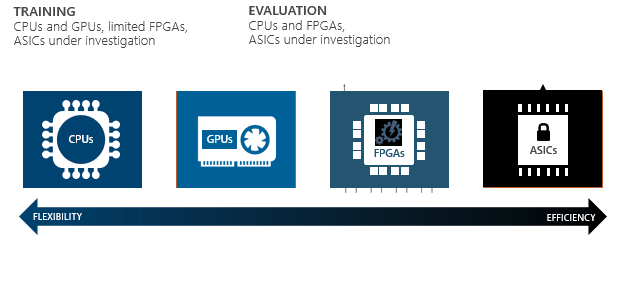 TRAINING
CPUs and GPUs, limited FPGAs,
ASICs under investigation
EVALUATION
CPUs and FPGAs,
ASICs under investigation
CPUs
GPUs
FPGAs
ASICs
FLEXIBILITY
EFFICIENCY